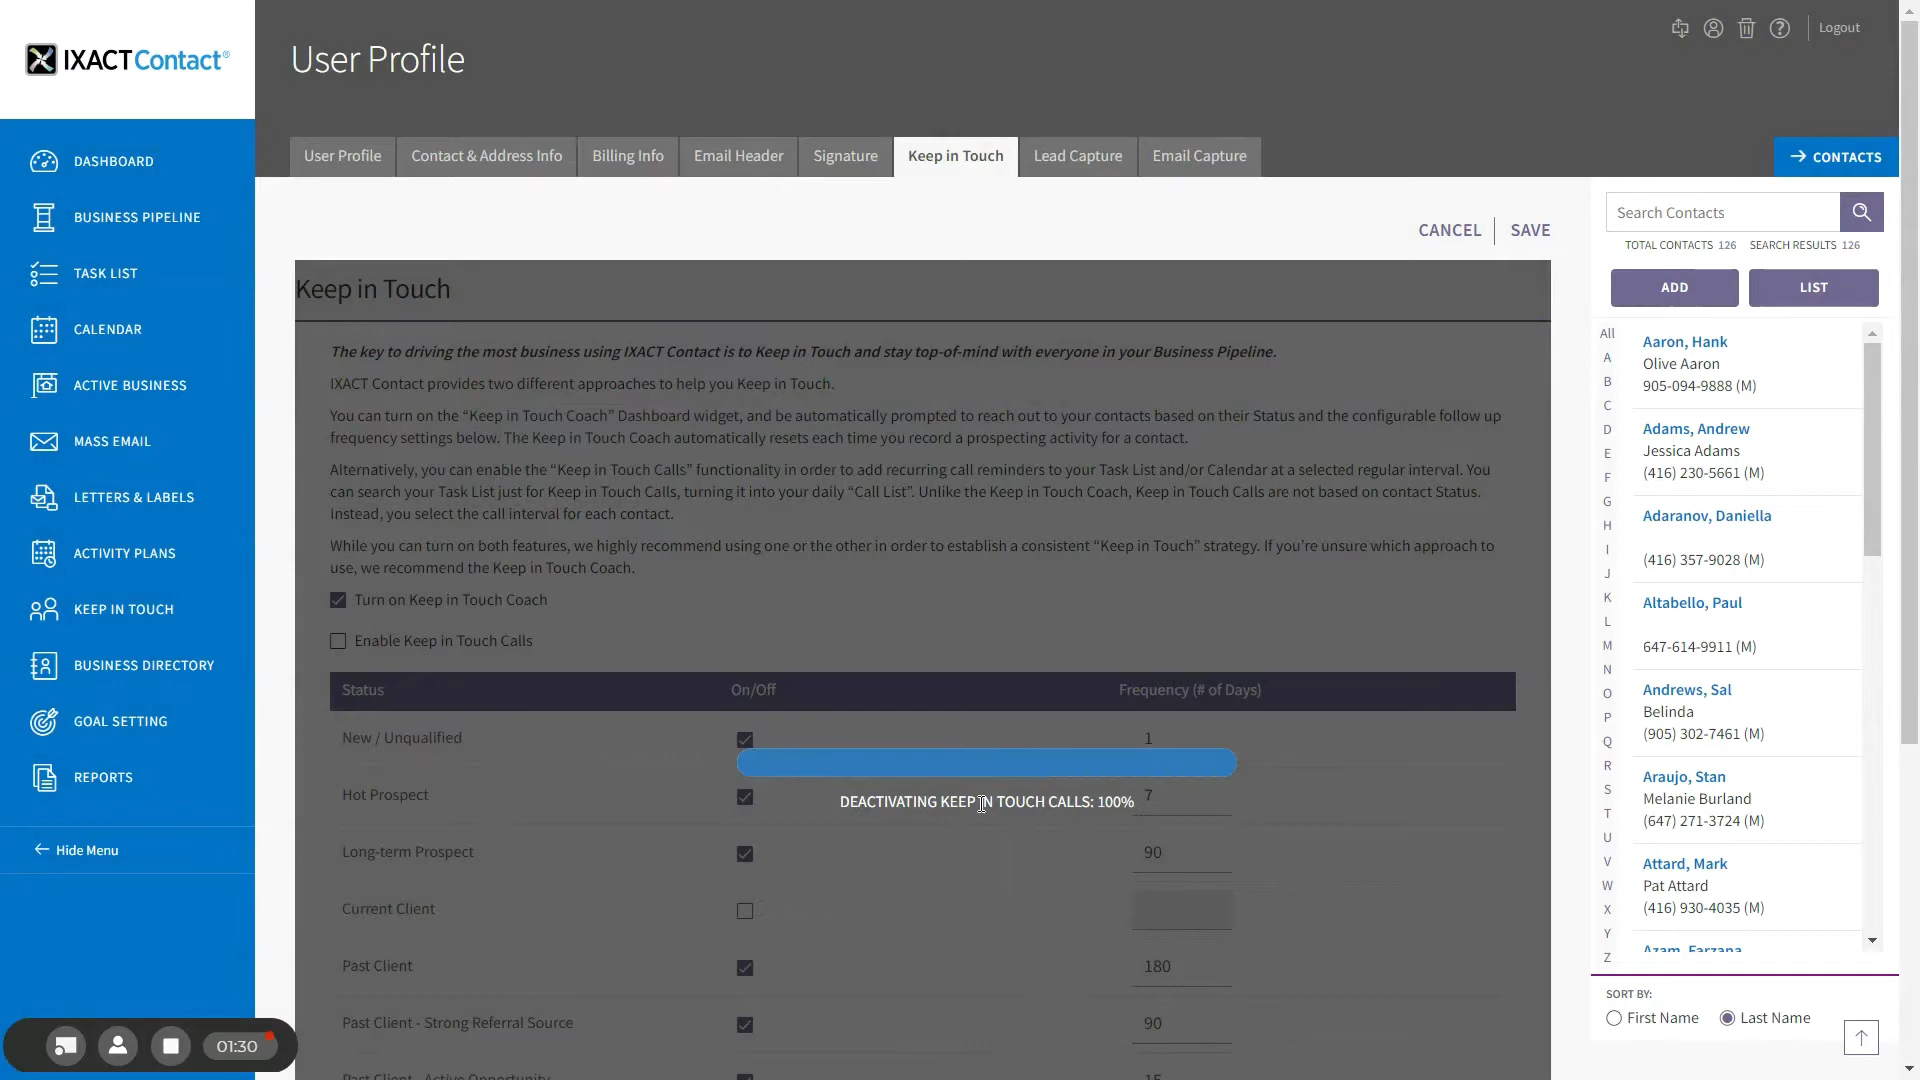 IXACTContact®
User Profile
Logout
User Profile
Contact & Address Info
Billing Info
Email Header
Signature
Keep in Touch
Lead Capture
Email Capture
CONTACTS
DASHBOARD
BUSINESS PIPELINE
TASK LIST
CALENDAR
ACTIVE BUSINESS
MASS EMAIL
LETTERS & LABELS
ACTIVITY PLANS
KEEP IN TOUCH
BUSINESS DIRECTORY
GOAL SETTING
REPORTS
Hide Menu
01:30
CANCEL
SAVE
Keep in Touch
The key to driving the most business using IXACT Contact is to Keep in Touch and stay top-of-mind with everyone in your Business Pipeline.
IXACT Contact provides two different approaches to help you Keep in Touch.
You can turn on the “Keep in Touch Coach” Dashboard widget, and be automatically prompted to reach out to your contacts based on their Status and the configurable follow up
frequency settings below. The Keep in Touch Coach automatically resets each time you record a prospecting activity for a contact.
Alternatively, you can enable the “Keep in Touch Calls” functionality in order to add recurring call reminders to your Task List and/or Calendar at a selected regular interval. You
can search your Task List just for Keep in Touch Calls, turning it into your daily “Call List”. Unlike the Keep in Touch Coach, Keep in Touch Calls are not based on contact Status.
Instead, you select the call interval for each contact.
While you can turn on both features, we highly recommend using one or the other in order to establish a consistent “Keep in Touch” strategy. If you’re unsure which approach to
use, we recommend the Keep in Touch Coach.
Turn on Keep in Touch Coach
Enable Keep in Touch Calls
Status On/Off Frequency (# of Days)
New / Unqualified 1
Hot Prospect 7
DEACTIVATING KEEP IN TOUCH CALLS: 100%
Long-term Prospect 90
Current Client
Past Client 180
Past Client - Strong Referral Source 90
Past Client - Active Opportunity 15
Search Contacts
TOTAL CONTACTS 126 SEARCH RESULTS 126
ADD
LIST
All
A
B
C
D
E
F
G
H
I
J
K
L
M
N
O
P
Q
R
S
T
U
V
W
X
Y
Z
Aaron, Hank
Olive Aaron
905-094-9888 (M)
Adams, Andrew
Jessica Adams
(416) 230-5661 (M)
Adaranov, Daniella
(416) 357-9028 (M)
Altabello, Paul
647-614-9911 (M)
Andrews, Sal
Belinda
(905) 302-7461 (M)
Araujo, Stan
Melanie Burland
(647) 271-3724 (M)
Attard, Mark
Pat Attard
(416) 930-4035 (M)
Azam, Farzana
SORT BY:
First Name
Last Name